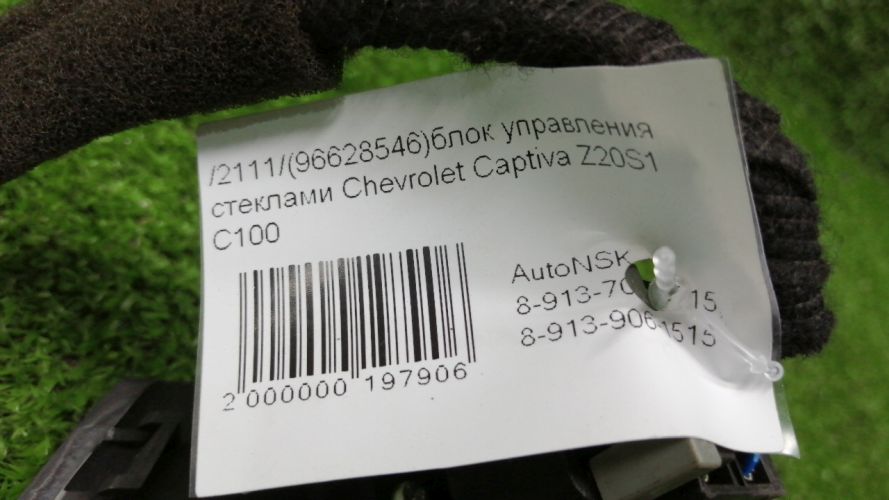 /2111/(96628546)блок управления
стеклами Chevrolet Captiva Z20S1
C100
AutoNSK
2 000000 197906